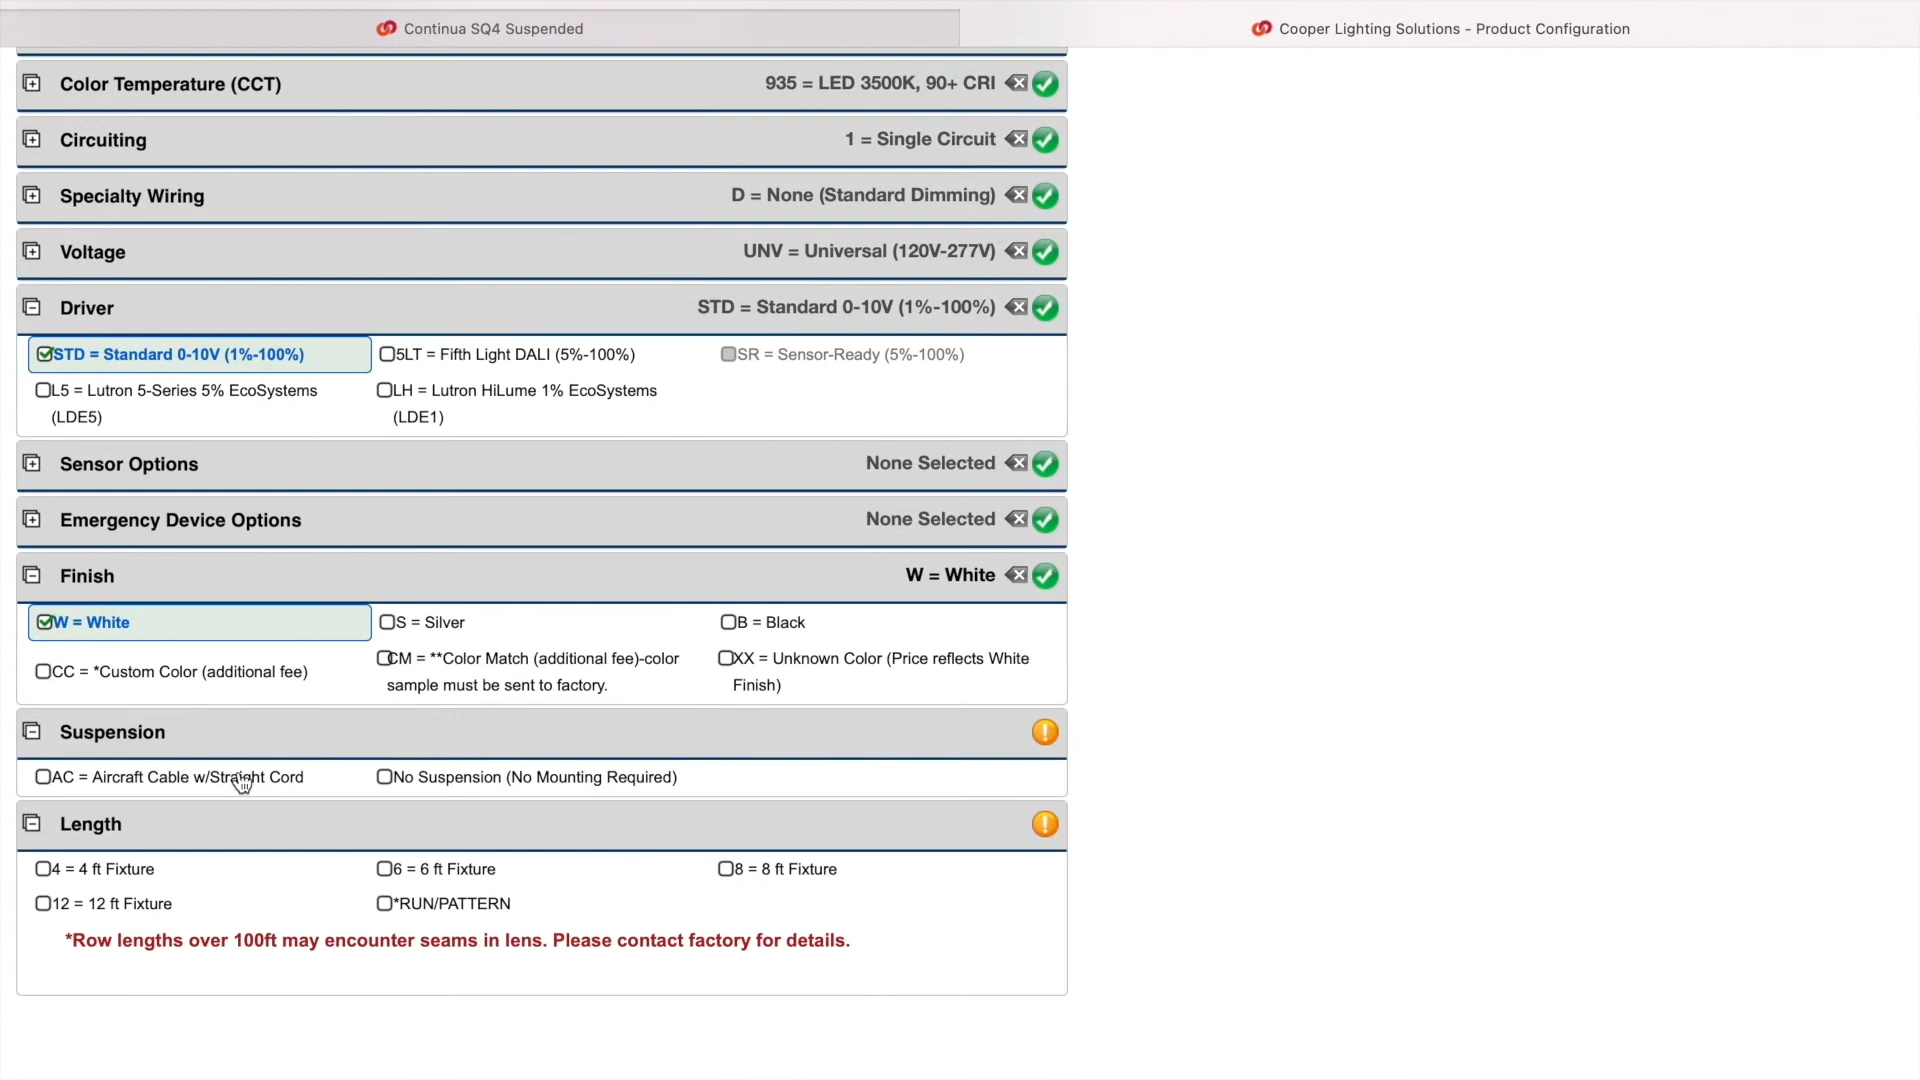 Continua SQ4 Suspended
Cooper Lighting Solutions - Product Configuration
Color Temperature (CCT)
935 = LED 3500K, 90+ CRI
Circuiting
1 = Single Circuit
Specialty Wiring
D = None (Standard Dimming)
Voltage
UNV = Universal (120V-277V)
Driver
STD = Standard 0-10V (1%-100%)
STD = Standard 0-10V (1%-100%)
5LT = Fifth Light DALI (5%-100%)
SR = Sensor-Ready (5%-100%)
L5 = Lutron 5-Series 5% EcoSystems
(LDE5)
LH = Lutron HiLume 1% EcoSystems
(LDE1)
Sensor Options
None Selected
Emergency Device Options
None Selected
Finish
W = White
W = White
S = Silver
B = Black
CC = *Custom Color (additional fee)
CM = **Color Match (additional fee)-color
sample must be sent to factory.
XX = Unknown Color (Price reflects White
Finish)
Suspension
AC = Aircraft Cable w/Straight Cord
No Suspension (No Mounting Required)
Length
4 = 4 ft Fixture
6 = 6 ft Fixture
8 = 8 ft Fixture
12 = 12 ft Fixture
*RUN/PATTERN
*Row lengths over 100ft may encounter seams in lens. Please contact factory for details.